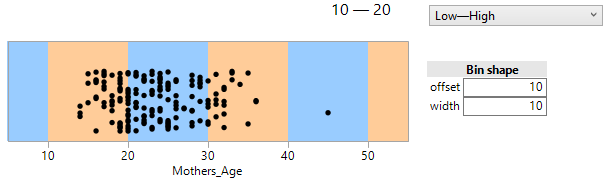 10 — 20
Low—High
Bin shape
offset 10
width 10
10 20 30 40 50
Mothers_Age